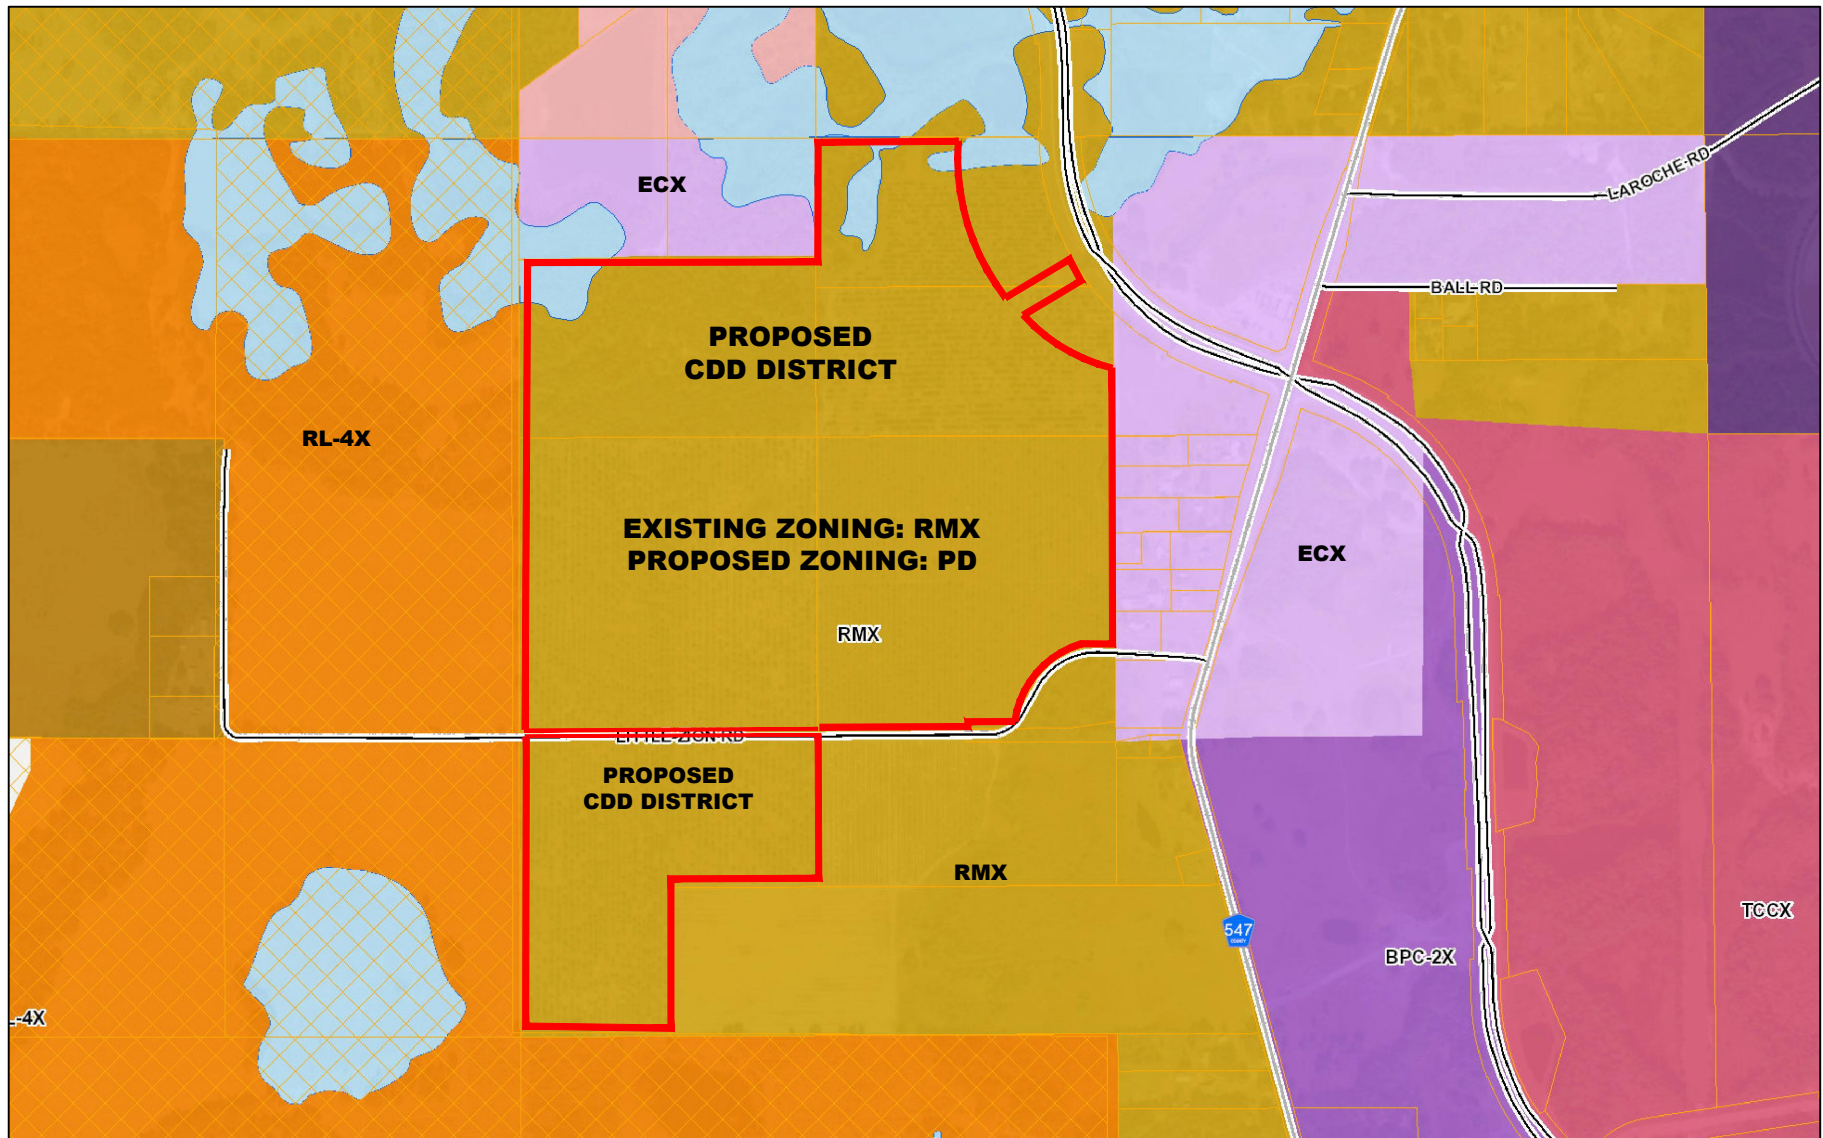 ECX
LAROCHE RD
BALL RD
PROPOSED
CDD DISTRICT
RL-4X
EXISTING ZONING: RMX
PROPOSED ZONING: PD
ECX
RMX
LITTLE ZION RD
PROPOSED
CDD DISTRICT
RMX
TCCX
547
COUNTY
BPC-2X
L-4X